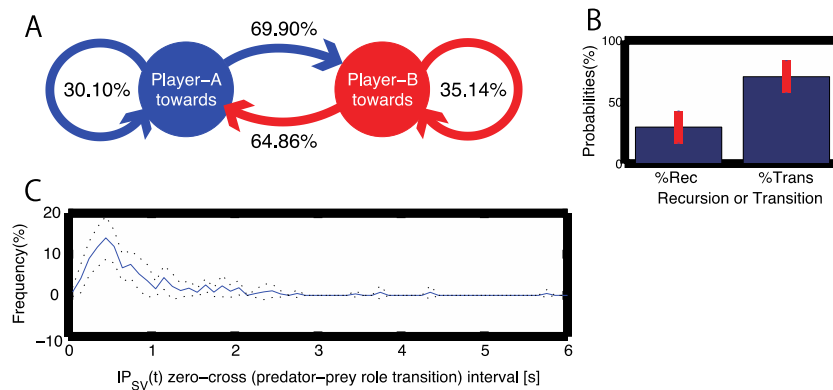 A
69.90%
30.10%
Player-A
towards
Player-B
towards
35.14%
64.86%
B
Probabilities(%)
100
50
0
%Rec
%Trans
Recursion or Transition
C
Frequency(%)
20
10
0
−10
0
1
2
3
4
5
6
IPSV(t) zero-cross (predator-prey role transition) interval [s]